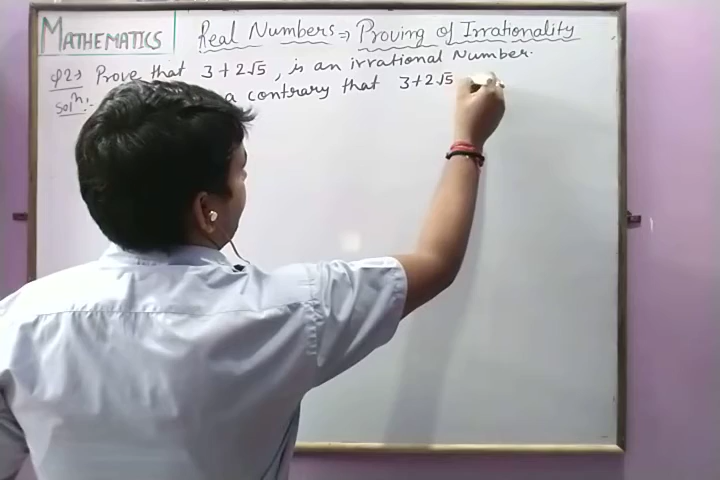 MATHEMATICS
Real Numbers ⇒ Proving of Irrationality
Q2→ Prove that 3+2√5, is an irrational Number.
Solⁿ:- a contrary that 3+2√5